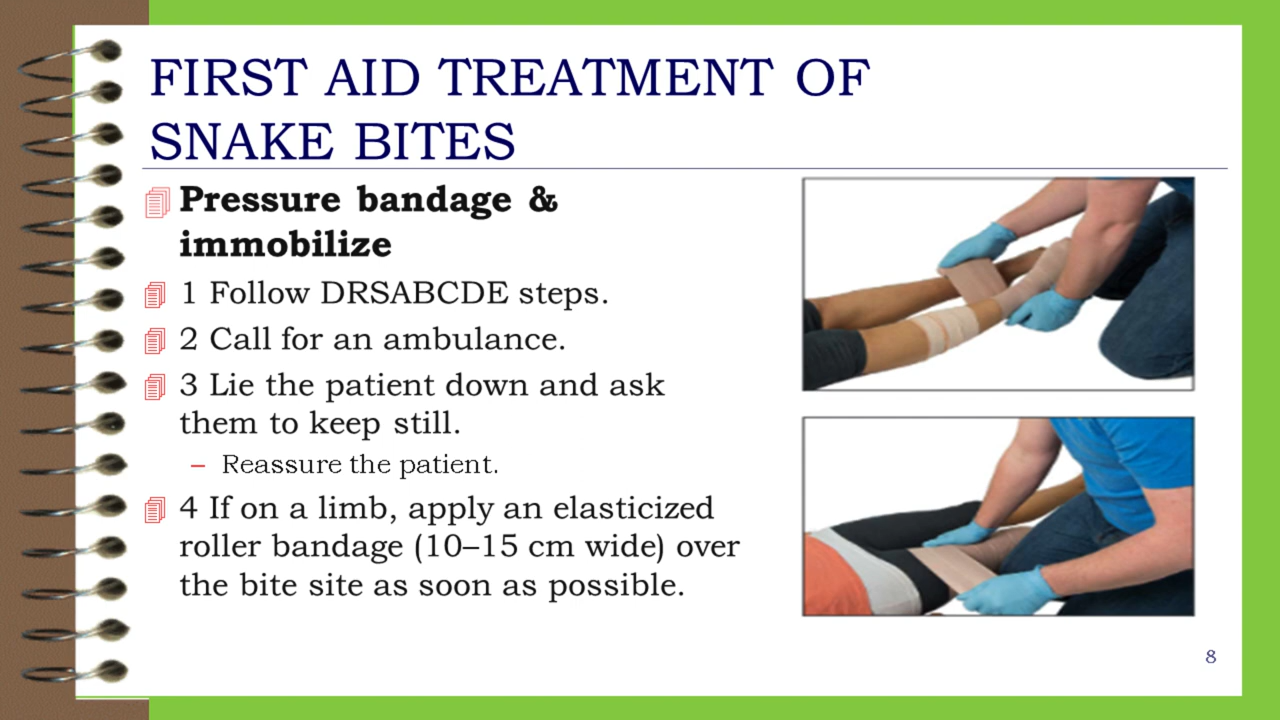 FIRST AID TREATMENT OF
SNAKE BITES
Pressure bandage &
immobilize
1 Follow DRSABCDE steps.
2 Call for an ambulance.
3 Lie the patient down and ask
them to keep still.
– Reassure the patient.
4 If on a limb, apply an elasticized
roller bandage (10–15 cm wide) over
the bite site as soon as possible.
8